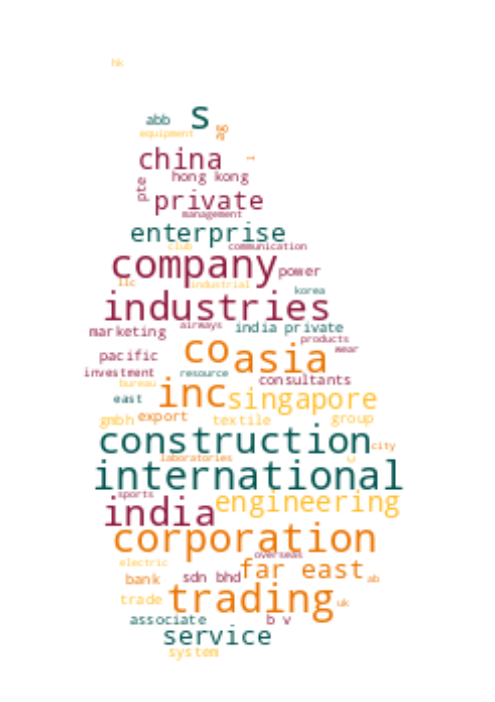 hk
abb s
equipment
china
hong kong
pte
private
management
enterprise
club communication
company power
llc industrial
korea
industries
airways india private
marketing
products
co asia wear
pacific
investment resource
consultants
bureau
inc singapore
east
gmbh export textile group
construction city
laboratories
international
sports
india engineering
corporation
overseas
electric far east
bank sdn bhd ab
trade trading uk
associate b v
service
system